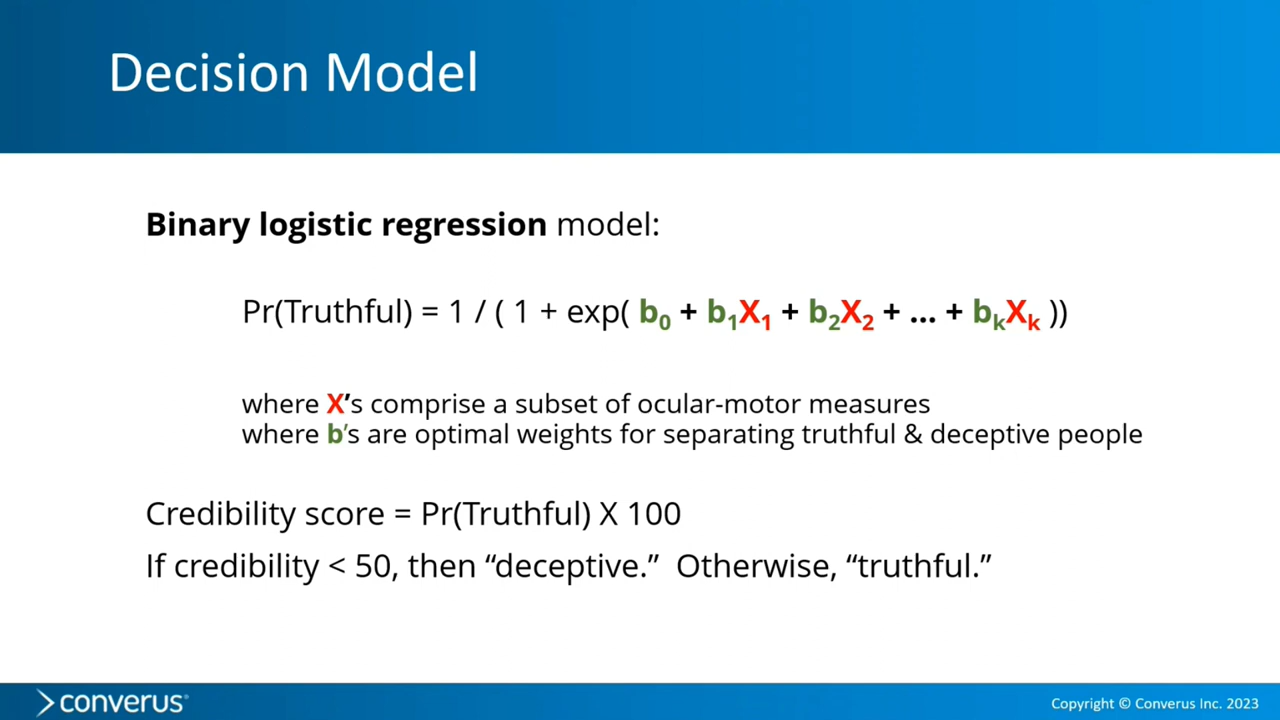 Decision Model
Binary logistic regression model:
Pr(Truthful) = 1 / ( 1 + exp( b₀ + b₁X₁ + b₂X₂ + ... + bₖXₖ ))
where X's comprise a subset of ocular-motor measures
where b's are optimal weights for separating truthful & deceptive people
Credibility score = Pr(Truthful) X 100
If credibility < 50, then “deceptive.” Otherwise, “truthful.”
converus®
Copyright © Converus Inc. 2023